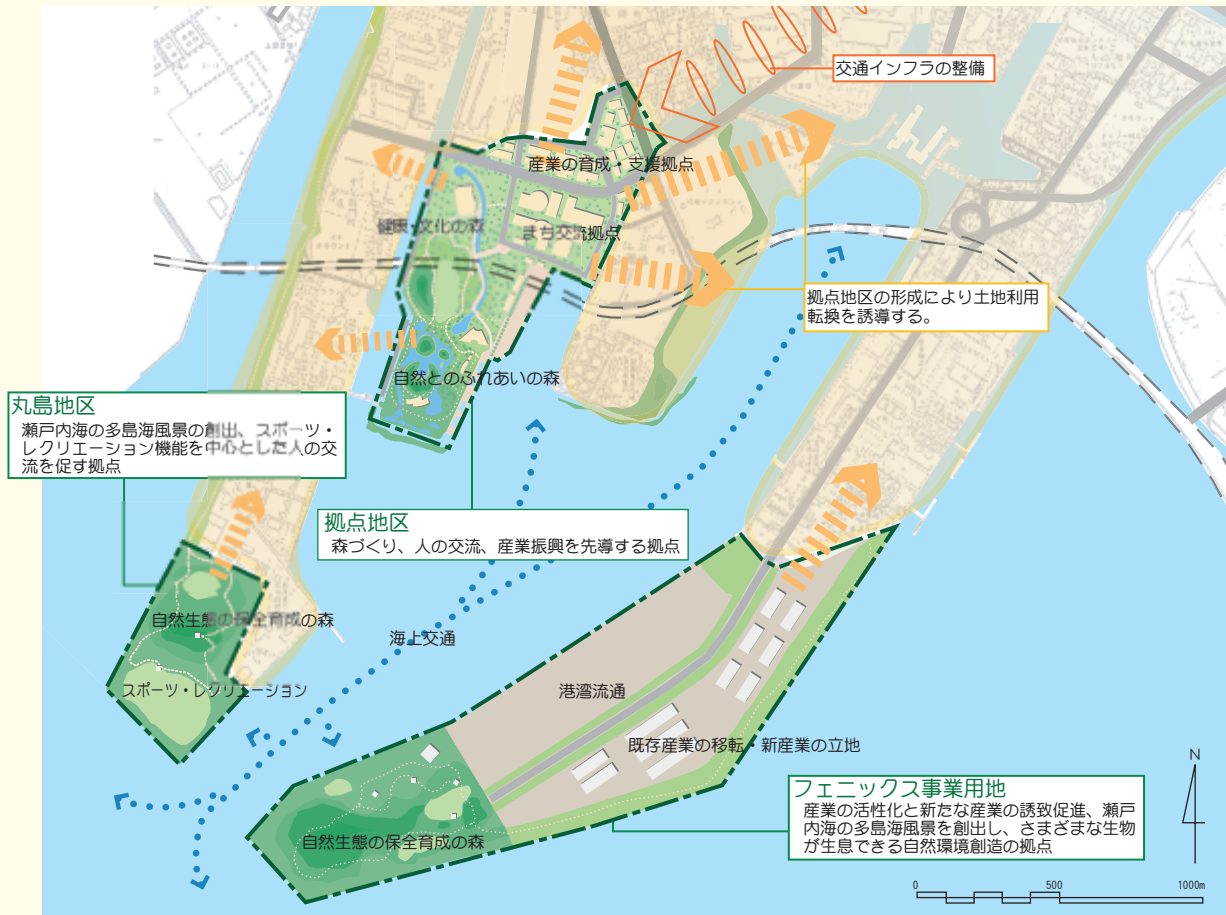 交通インフラの整備
産業の育成・支援拠点
健康・文化の森
まち交流拠点
拠点地区の形成により土地利用
転換を誘導する。
自然とのふれあいの森
丸島地区
瀬戸内海の多島海風景の創出、スポーツ・
レクリエーション機能を中心とした人の交
流を促す拠点
拠点地区
森づくり、人の交流、産業振興を先導する拠点
自然生態の保全育成の森
海上交通
スポーツ・レクリエーション
港湾流通
既存産業の移転・新産業の立地
フェニックス事業用地
産業の活性化と新たな産業の誘致促進、瀬戸
内海の多島海風景を創出し、さまざまな生物
が生息できる自然環境創造の拠点
自然生態の保全育成の森
N
0 500 1000m